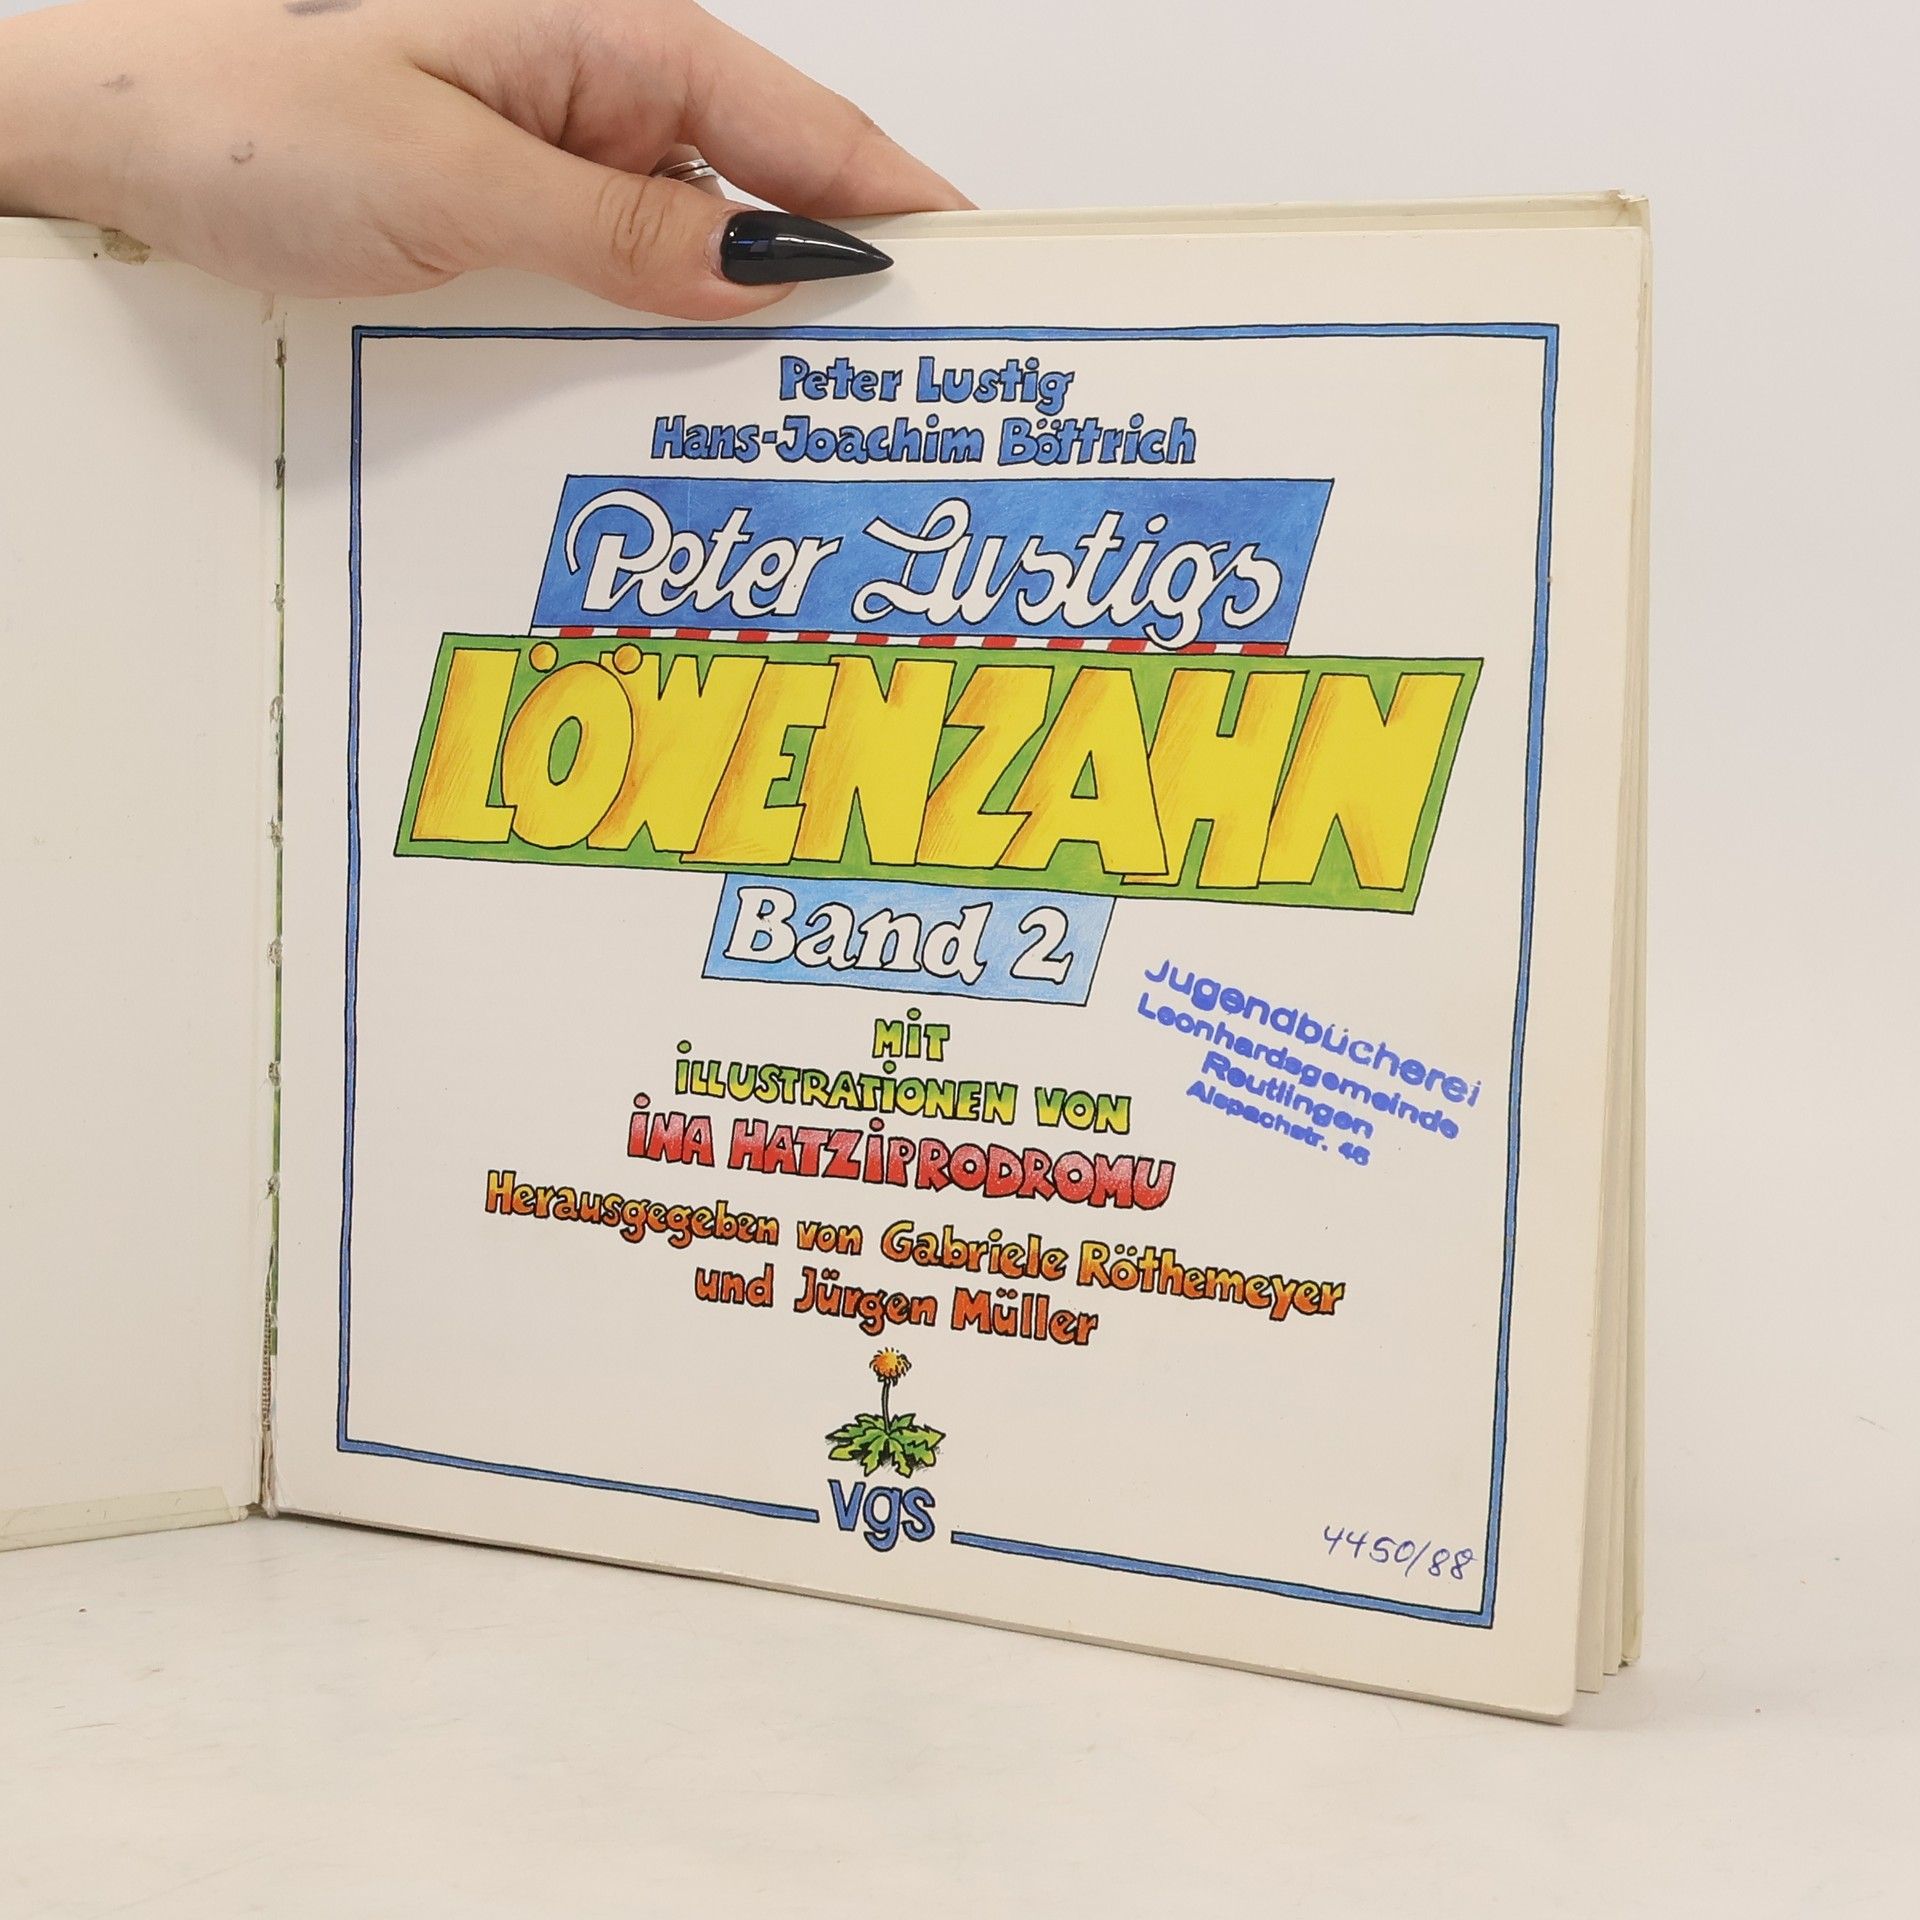 Peter Lustig
Hans-Joachim Böttrich
Peter Lustigs
LÖWENZAHN
Band 2
MiT
iLLUSTRATiONEN VON
iNA HATZiPRODROMU
Herausgegeben von Gabriele Röthemeyer
und Jürgen Müller
vgs
Jugendbücherei
Leonhardsgemeinde
Reutlingen
Alspachstr. 46
4450/88